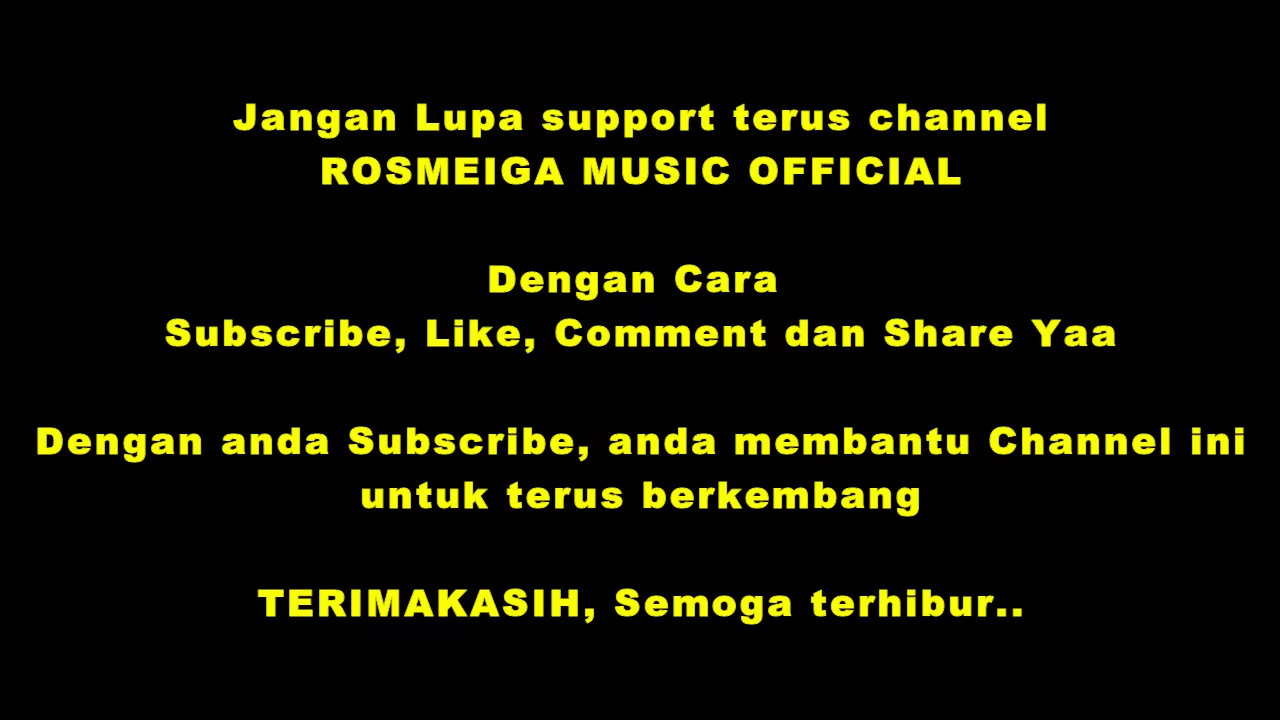 Jangan Lupa support terus channel
ROSMEIGA MUSIC OFFICIAL
Dengan Cara
Subscribe, Like, Comment dan Share Yaa
Dengan anda Subscribe, anda membantu Channel ini
untuk terus berkembang
TERIMAKASIH, Semoga terhibur..